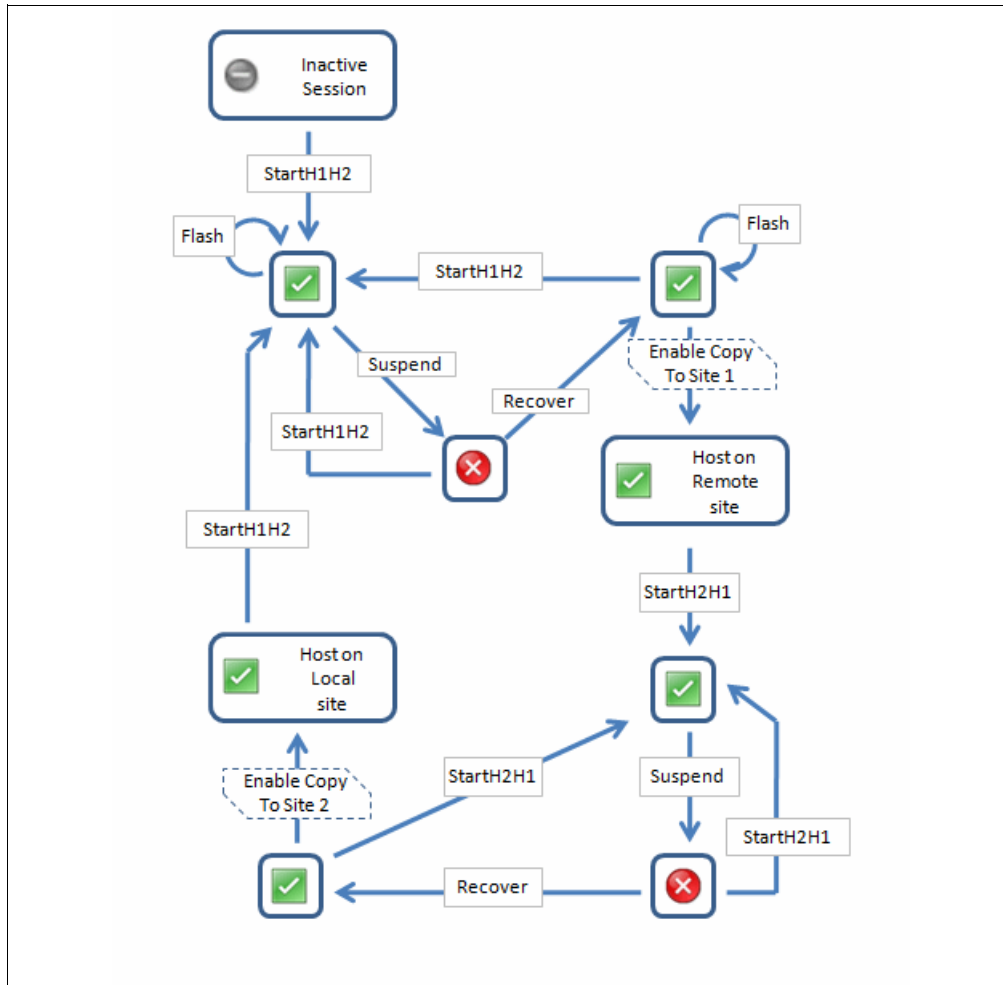 Inactive
Session
StartH1H2
Flash
Flash
StartH1H2
Suspend
Enable Copy
To Site 1
Recover
StartH1H2
Host on
Remote
site
StartH1H2
StartH2H1
Host on
Local
site
Enable Copy
To Site 2
StartH2H1
Suspend
StartH2H1
Recover